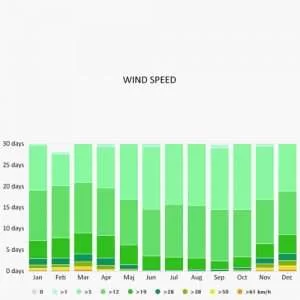 WIND SPEED
30 days
25 days
20 days
15 days
10 days
5 days
0 days
Jan Feb Mar Apr May Jun Jul Aug Sep Oct Nov Dec
0 >1 >5 >12 >19 >28 >38 >50 >61 km/h